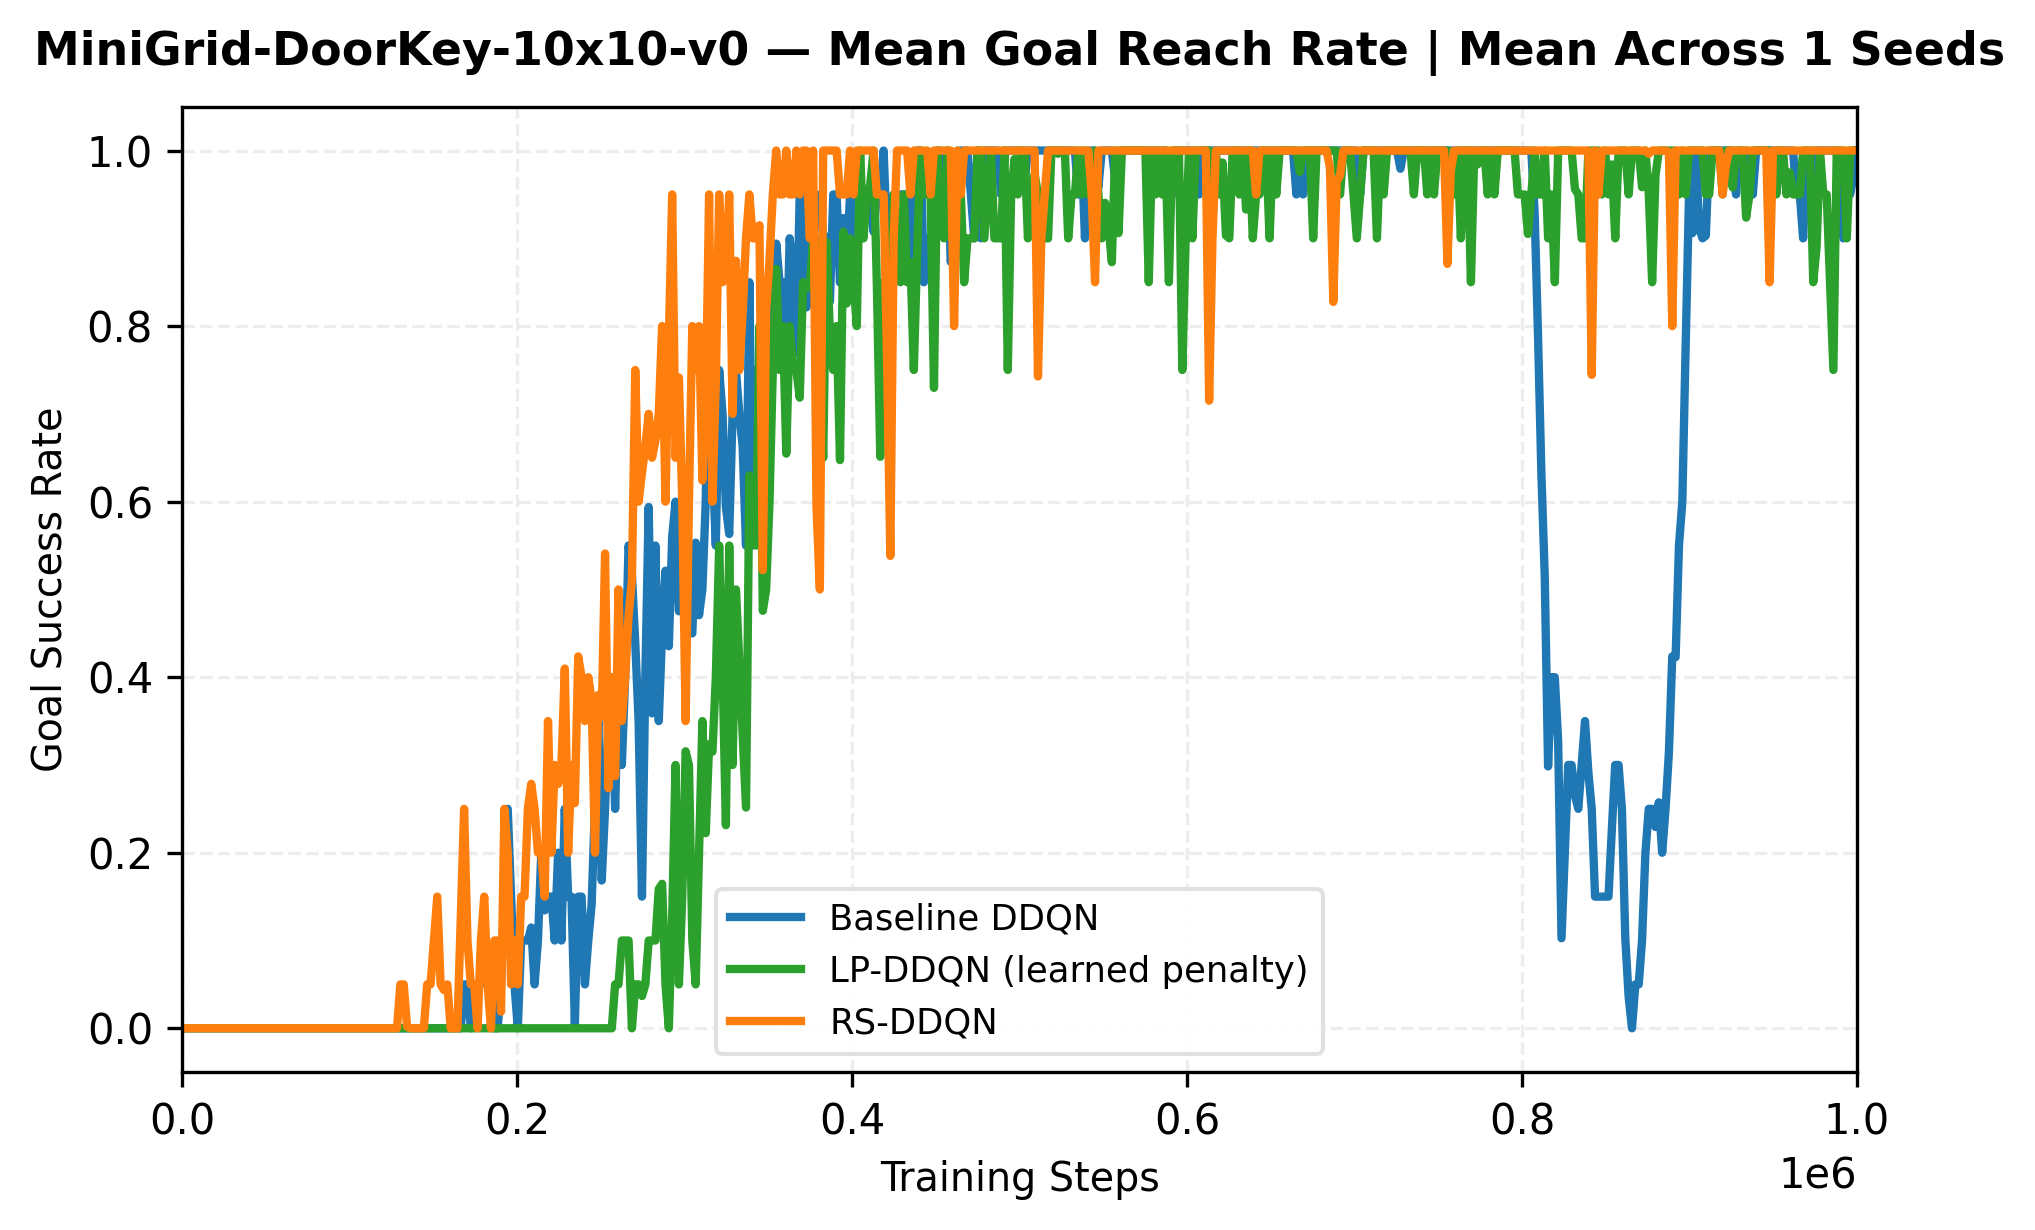 MiniGrid-DoorKey-10x10-v0 — Mean Goal Reach Rate | Mean Across 1 Seeds
Goal Success Rate
1.0
0.8
0.6
0.4
0.2
0.0
Baseline DDQN
LP-DDQN (learned penalty)
RS-DDQN
0.0 0.2 0.4 0.6 0.8 1.0
Training Steps
1e6